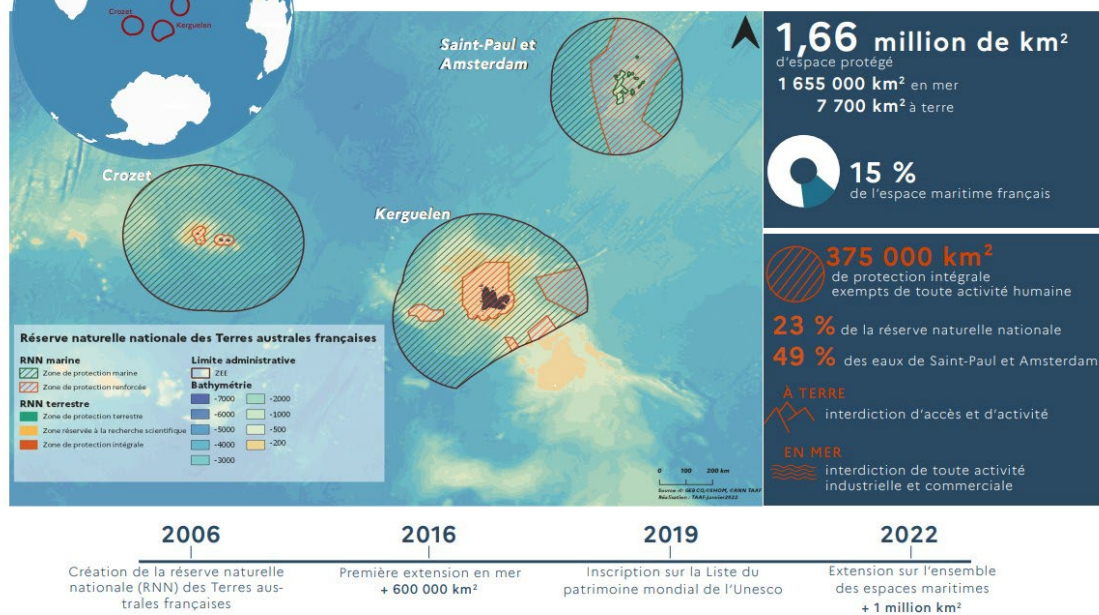 Crozet
Kerguelen
Saint-Paul et
Amsterdam
Crozet
Kerguelen
Réserve naturelle nationale des Terres australes françaises
RNN marine
Zone de protection marine
Zone de protection renforcée
RNN terrestre
Zone de protection terrestre
Zone réservée à la recherche scientifique
Zone de protection intégrale
Limite administrative
ZEE
Bathymétrie
-7000
-6000
-5000
-4000
-3000
-2000
-1000
-500
-200
0 100 200 km
Source : © GEBCO, ©SHOM, ©RNN TAAF
Réalisation : TAAF-janvier2022
1,66 million de km²
d'espace protégé
1 655 000 km² en mer
7 700 km² à terre
15 %
de l'espace maritime français
375 000 km²
de protection intégrale
exempts de toute activité humaine
23 % de la réserve naturelle nationale
49 % des eaux de Saint-Paul et Amsterdam
À TERRE
interdiction d'accès et d'activité
EN MER
interdiction de toute activité
industrielle et commerciale
2006
Création de la réserve naturelle
nationale (RNN) des Terres aus-
trales françaises
2016
Première extension en mer
+ 600 000 km²
2019
Inscription sur la Liste du
patrimoine mondial de l'Unesco
2022
Extension sur l'ensemble
des espaces maritimes
+ 1 million km²